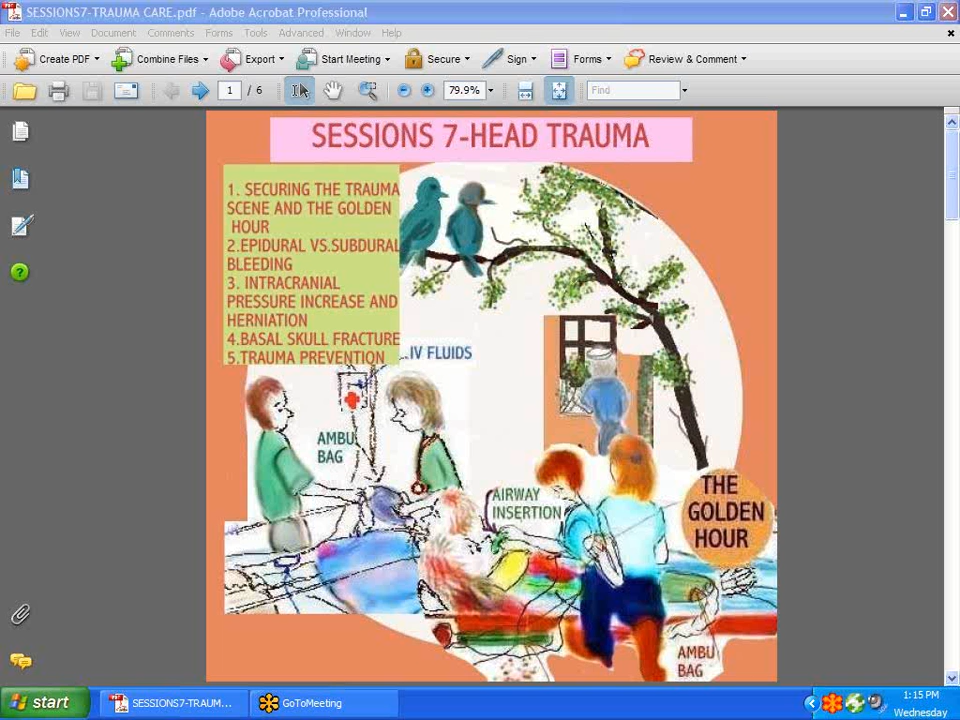 SESSIONS7-TRAUMA CARE.pdf - Adobe Acrobat Professional
File Edit View Document Comments Forms Tools Advanced Window Help
Create PDF Combine Files Export Start Meeting Secure Sign Forms Review & Comment
1 / 6 79.9% Find
SESSIONS 7-HEAD TRAUMA
1. SECURING THE TRAUMA
SCENE AND THE GOLDEN
HOUR
2.EPIDURAL VS.SUBDURAL
BLEEDING
3. INTRACRANIAL
PRESSURE INCREASE AND
HERNIATION
4.BASAL SKULL FRACTURE
5.TRAUMA PREVENTION
IV FLUIDS
AMBU
BAG
AIRWAY
INSERTION
THE
GOLDEN
HOUR
AMBU
BAG
start SESSIONS7-TRAUM... GoToMeeting 1:15 PM
Wednesday